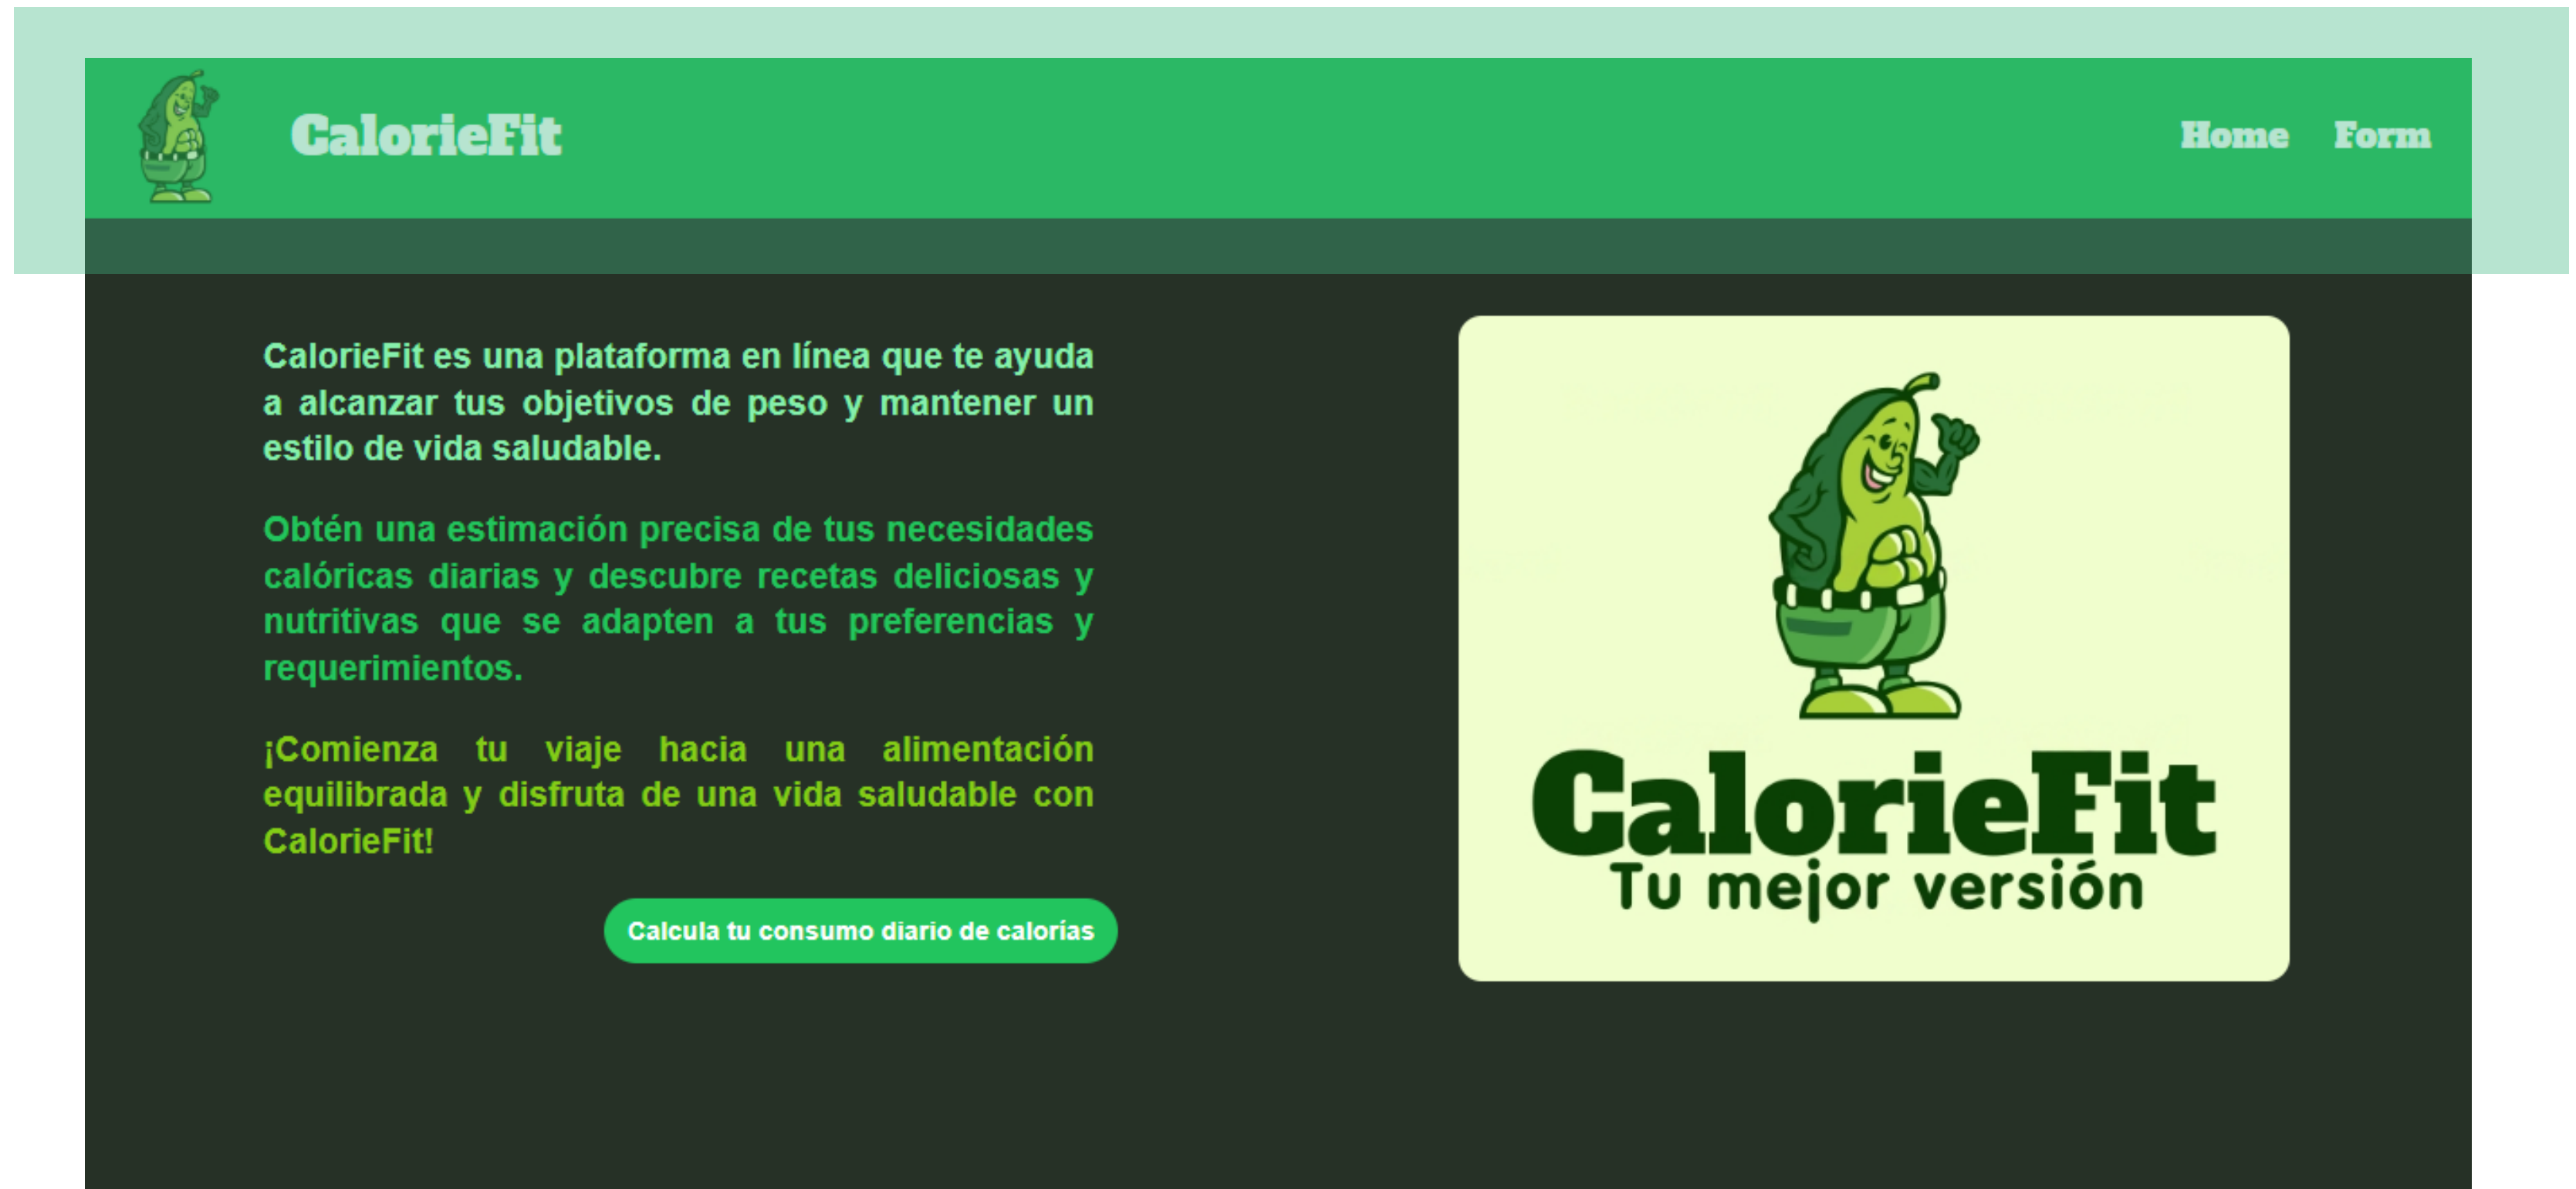 CalorieFit
Home Form
CalorieFit es una plataforma en línea que te ayuda
a alcanzar tus objetivos de peso y mantener un
estilo de vida saludable.
Obtén una estimación precisa de tus necesidades
calóricas diarias y descubre recetas deliciosas y
nutritivas que se adapten a tus preferencias y
requerimientos.
¡Comienza tu viaje hacia una alimentación
equilibrada y disfruta de una vida saludable con
CalorieFit!
Calcula tu consumo diario de calorías
CalorieFit
Tu mejor versión